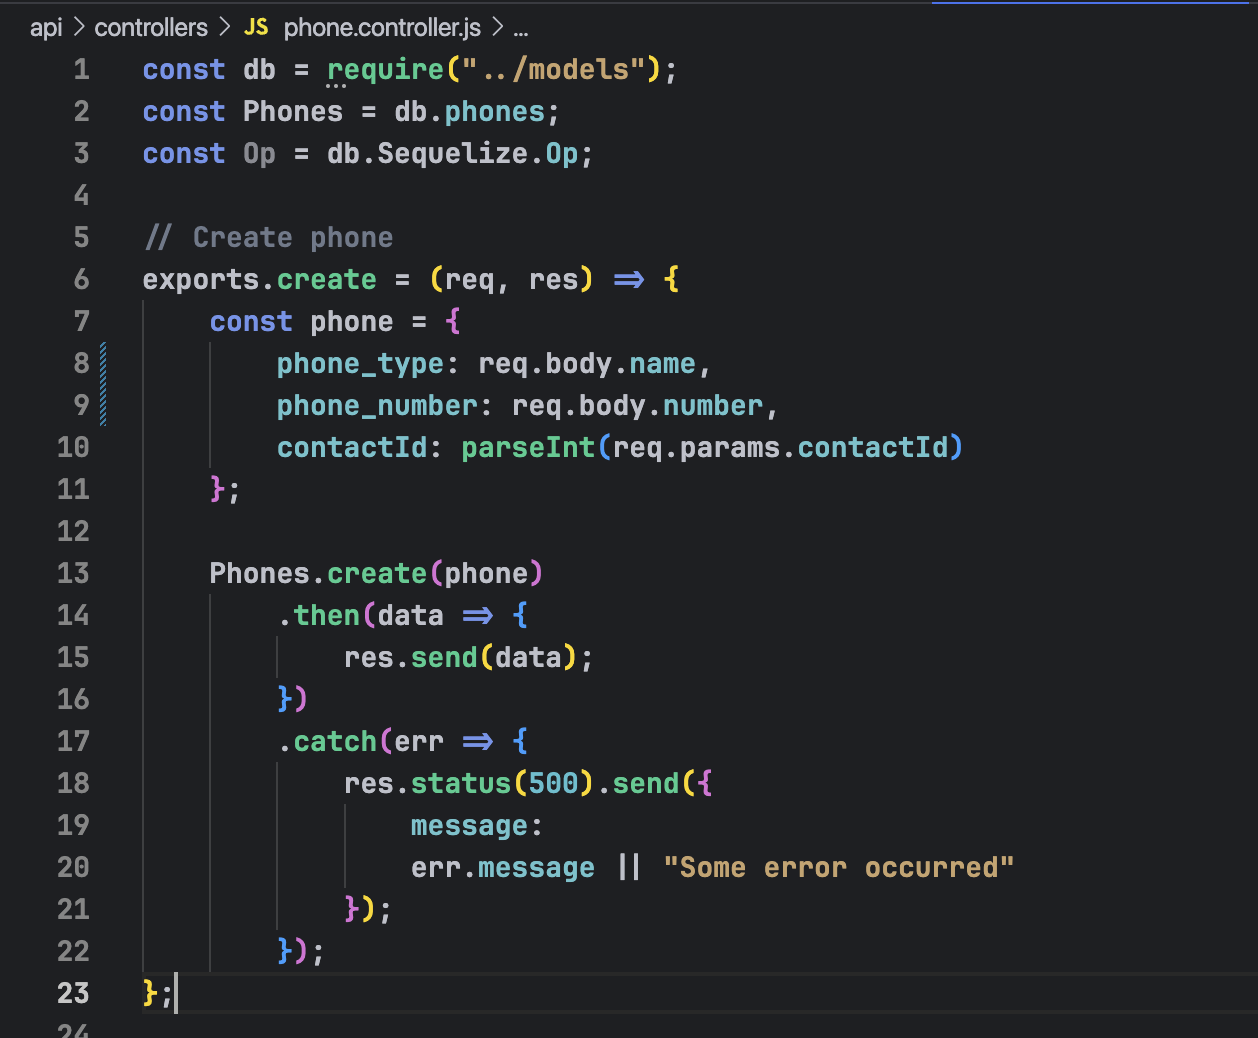 api > controllers > JS phone.controller.js > ...
1 const db = require("../models");
2 const Phones = db.phones;
3 const Op = db.Sequelize.Op;
4
5 // Create phone
6 exports.create = (req, res) => {
7     const phone = {
8         phone_type: req.body.name,
9         phone_number: req.body.number,
10         contactId: parseInt(req.params.contactId)
11     };
12
13     Phones.create(phone)
14         .then(data => {
15             res.send(data);
16         })
17         .catch(err => {
18             res.status(500).send({
19                 message:
20                 err.message || "Some error occurred"
21             });
22         });
23 };
24